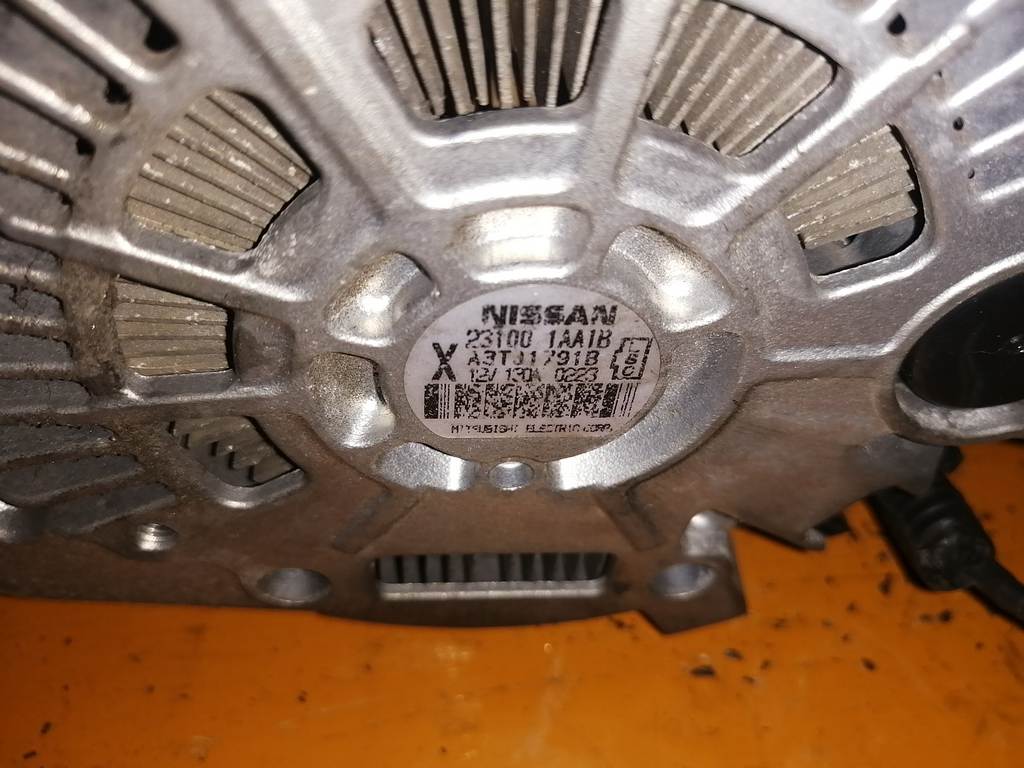 NISSAN
23100 1AA1B
X A3TJ1791B
12V 130A 0223
MITSUBISHI ELECTRIC CORP.